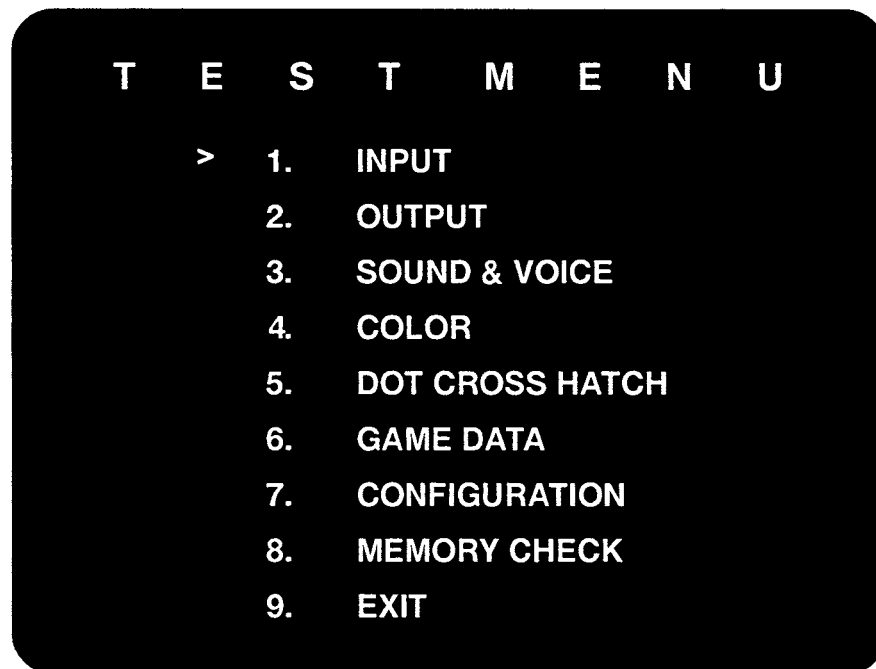 T E S T M E N U
> 1. INPUT
2. OUTPUT
3. SOUND & VOICE
4. COLOR
5. DOT CROSS HATCH
6. GAME DATA
7. CONFIGURATION
8. MEMORY CHECK
9. EXIT